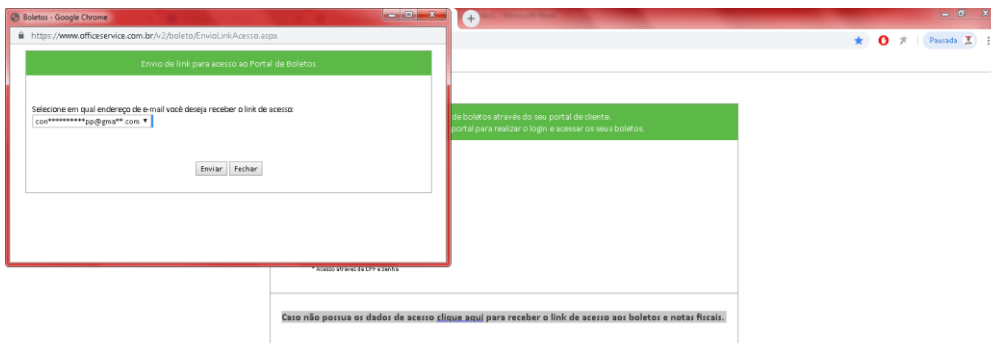 Boletos - Google Chrome
https://www.officeservice.com.br/v2/boleto/EnvioLinkAcesso.aspx
Envio de link para acesso ao Portal de Boletos
Selecione em qual endereço de e-mail você deseja receber o link de acesso:
con**********pp@gma**.com
Enviar Fechar
Microsoft Word
Pausada
de boletos através do seu portal de cliente.
portal para realizar o login e acessar os seus boletos.
* Acesso através de CPF e Senha
Caso não possua os dados de acesso clique aqui para receber o link de acesso aos boletos e notas fiscais.